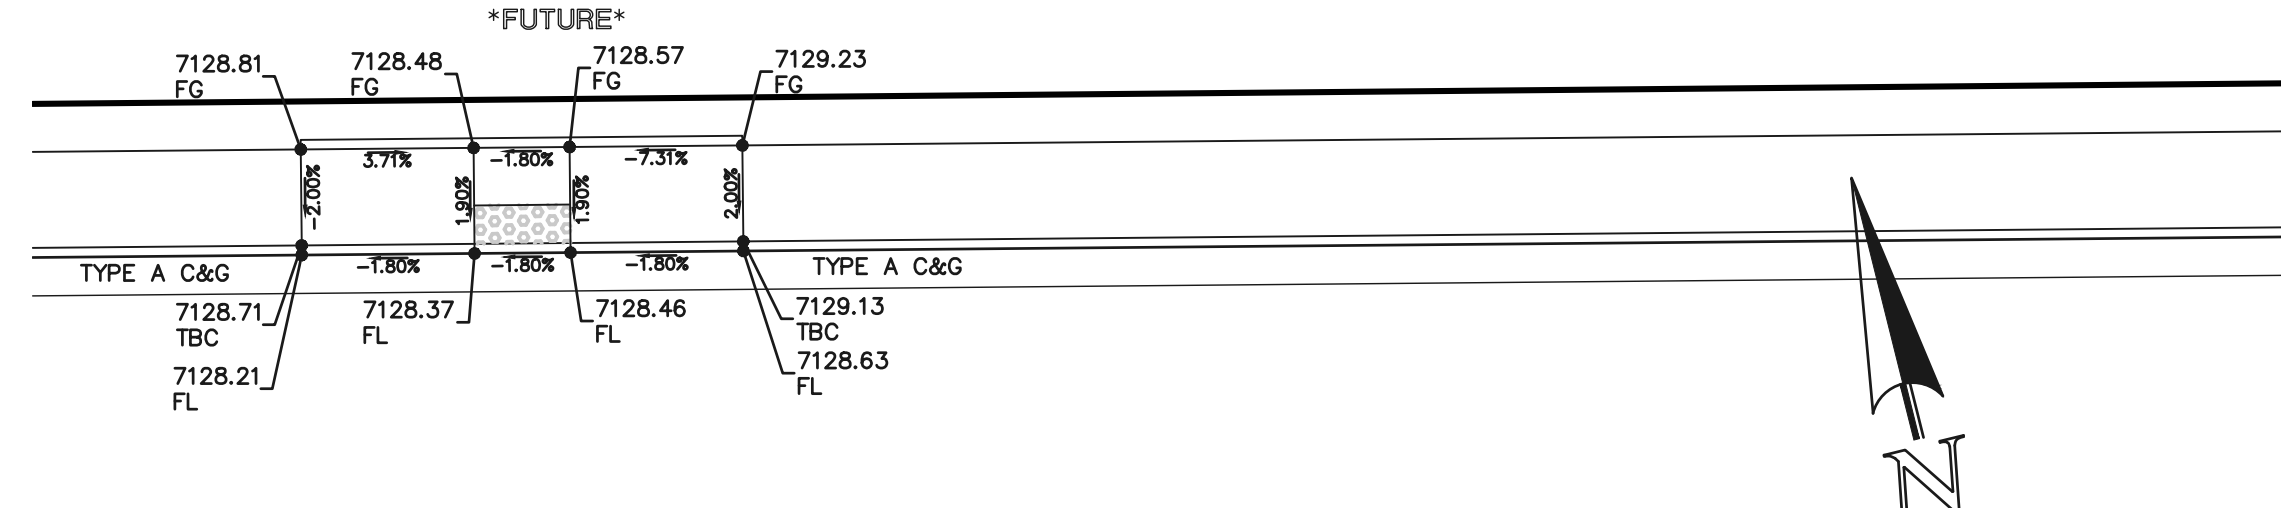 *FUTURE*
7128.81
FG
7128.48
FG
7128.57
FG
7129.23
FG
3.71%
-1.80%
-7.31%
-2.00%
1.90%
1.90%
2.00%
-1.80%
-1.80%
-1.80%
TYPE A C&G
TYPE A C&G
7128.71
TBC
7128.21
FL
7128.37
FL
7128.46
FL
7129.13
TBC
7128.63
FL
N